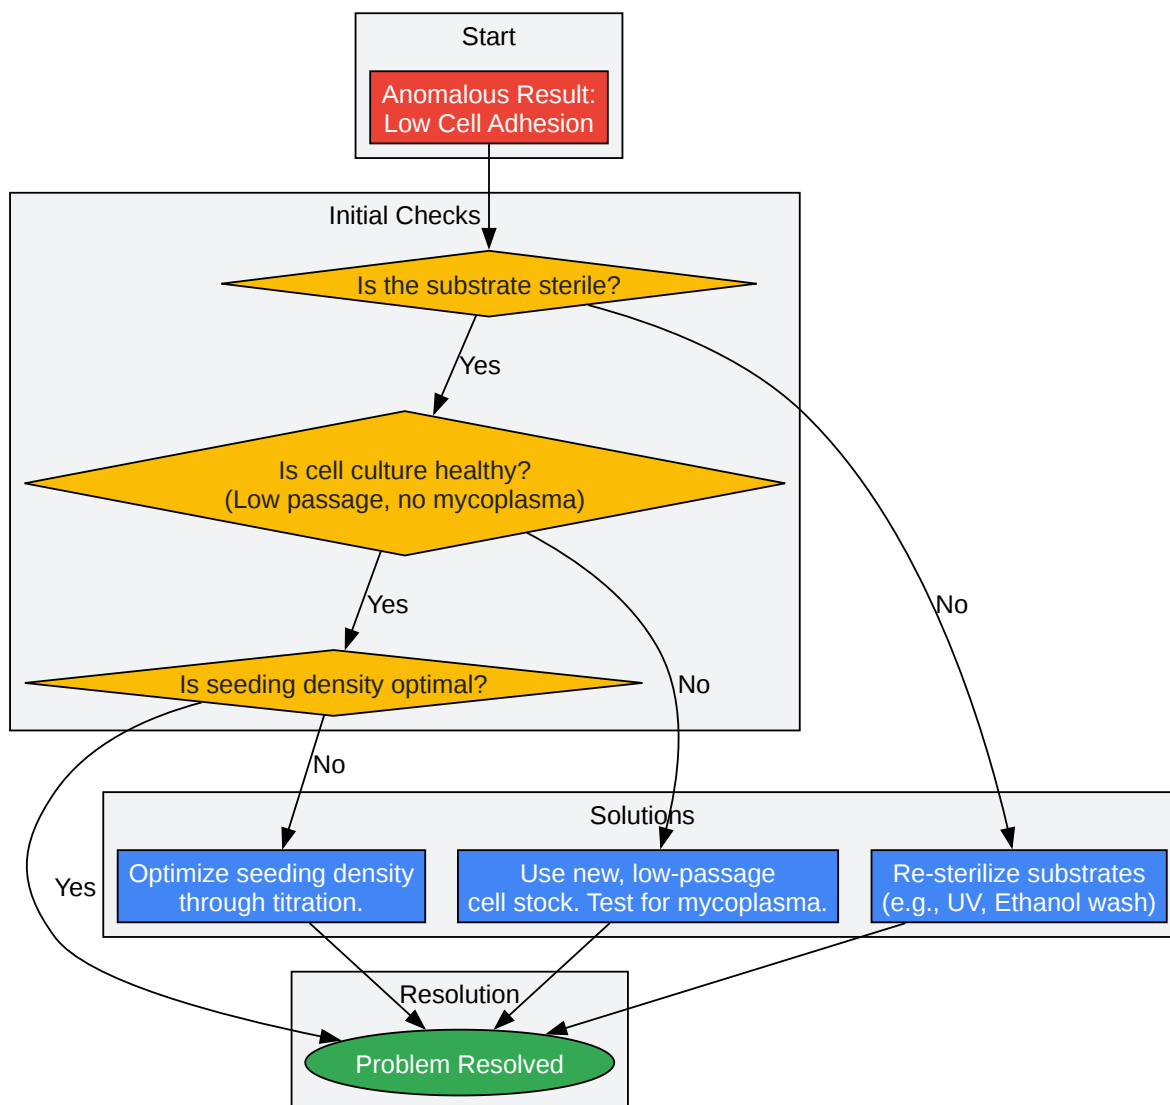 Start
Anomalous Result:
Low Cell Adhesion
Initial Checks
Is the substrate sterile?
Yes
Is cell culture healthy?
(Low passage, no mycoplasma)
Yes
No
Is seeding density optimal?
No
No
Solutions
Optimize seeding density
through titration.
Use new, low-passage
cell stock. Test for mycoplasma.
Re-sterilize substrates
(e.g., UV, Ethanol wash)
Yes
Resolution
Problem Resolved